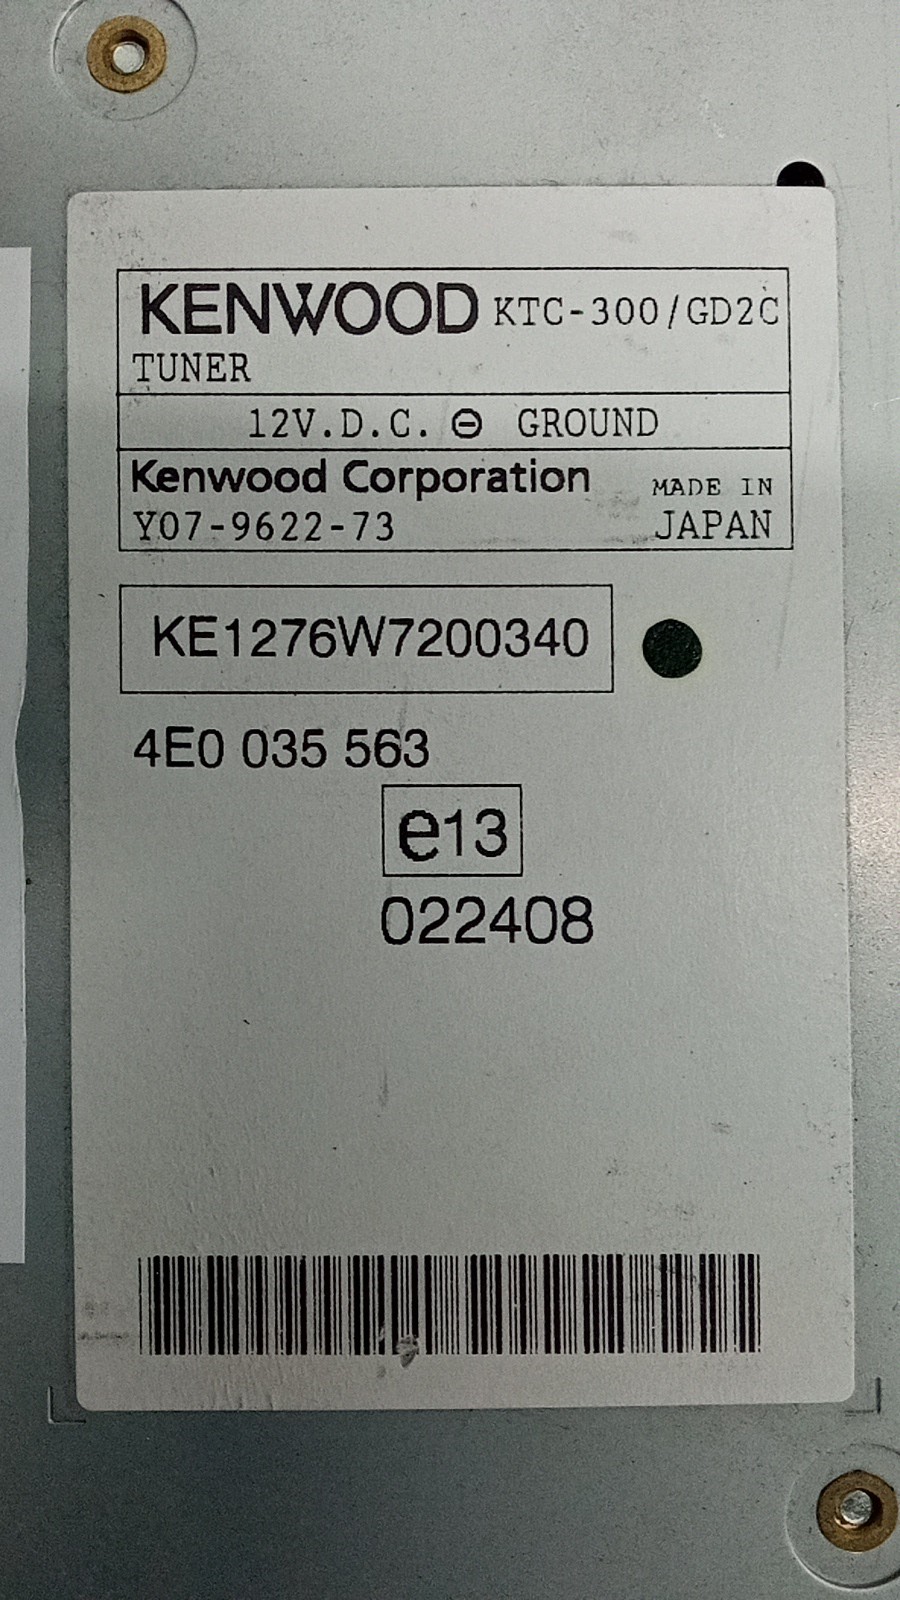 KENWOOD KTC-300/GD2C
TUNER
12V.D.C. ⊖ GROUND
Kenwood Corporation MADE IN
Y07-9622-73 JAPAN
KE1276W7200340
4E0 035 563
e13
022408